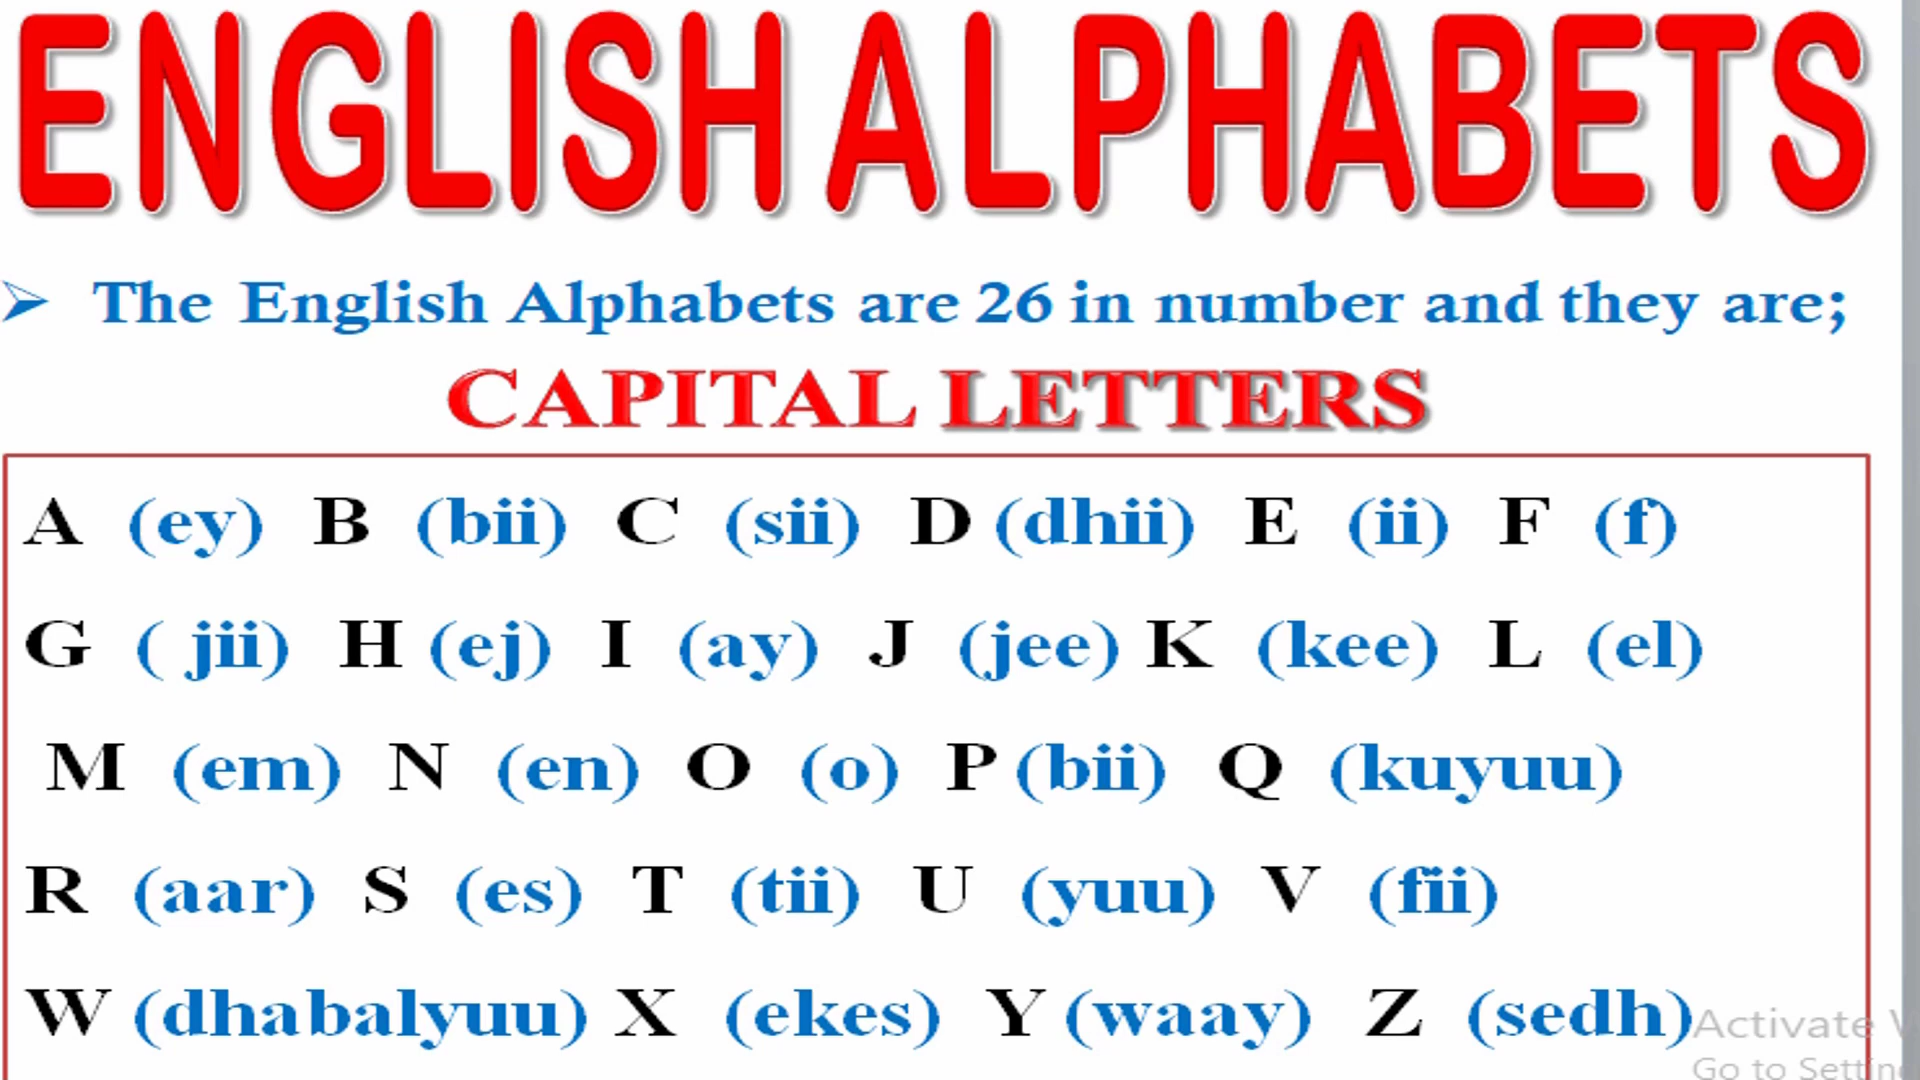 ENGLISH ALPHABETS
➢ The English Alphabets are 26 in number and they are;
CAPITAL LETTERS
A (ey) B (bii) C (sii) D (dhii) E (ii) F (f)
G ( jii) H (ej) I (ay) J (jee) K (kee) L (el)
M (em) N (en) O (o) P (bii) Q (kuyuu)
R (aar) S (es) T (tii) U (yuu) V (fii)
W (dhabalyuu) X (ekes) Y (waay) Z (sedh)
Activate
Go to